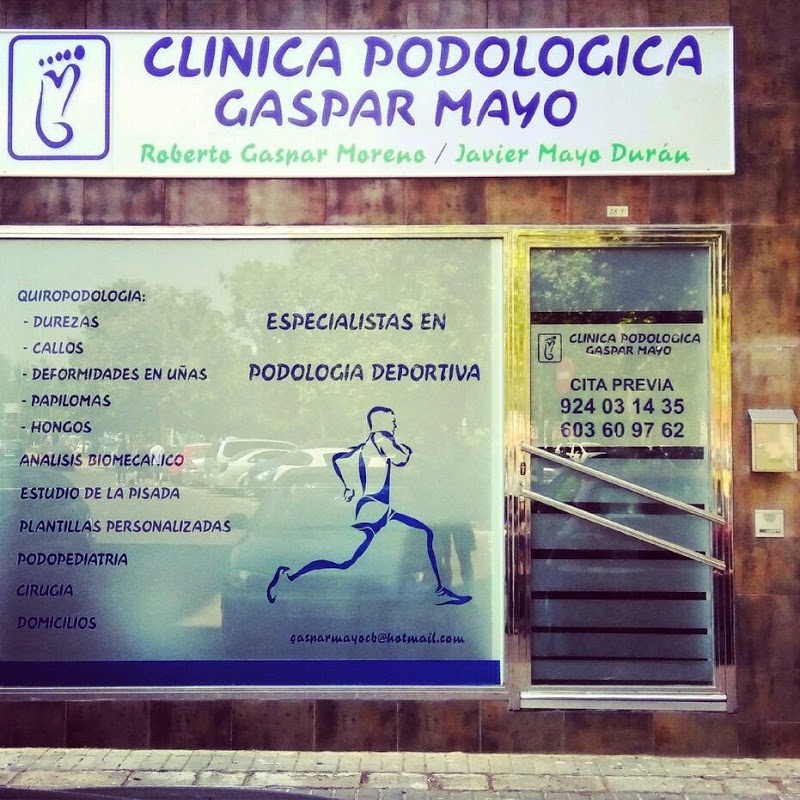 CLINICA PODOLOGICA
GASPAR MAYO
Roberto Gaspar Moreno / Javier Mayo Durán
184
QUIROPODOLOGIA:
- DUREZAS
- CALLOS
- DEFORMIDADES EN UÑAS
- PAPILOMAS
- HONGOS
ANALISIS BIOMECANICO
ESTUDIO DE LA PISADA
PLANTILLAS PERSONALIZADAS
PODOPEDIATRIA
CIRUGIA
DOMICILIOS
ESPECIALISTAS EN
PODOLOGIA DEPORTIVA
gasparmayocb@hotmail.com
CLINICA PODOLOGICA
GASPAR MAYO
CITA PREVIA
924 03 14 35
603 60 97 62